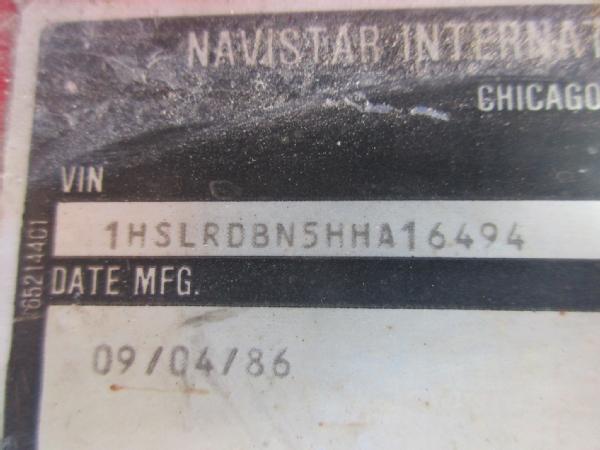 NAVISTAR INTERNAT
CHICAGO
VIN
1HSLRDBN5HHA16494
DATE MFG.
09/04/86